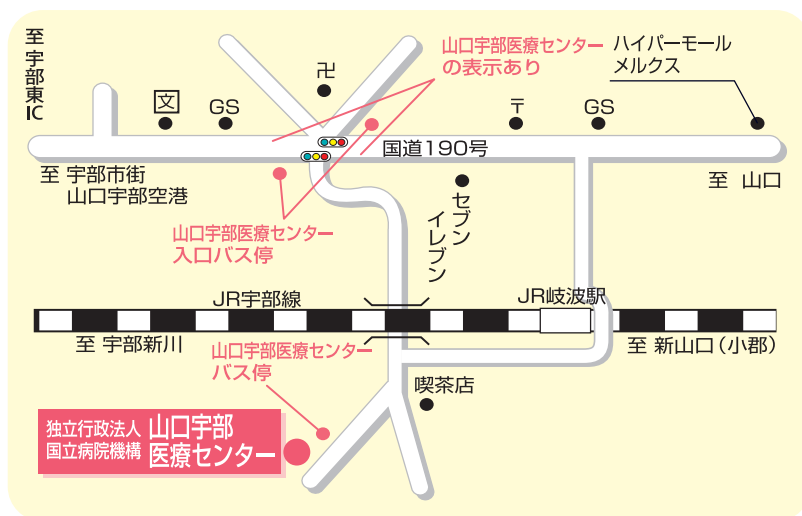 至 宇部東IC
文
GS
卍
山口宇部医療センター
の表示あり
ハイパーモール
メルクス
〒
GS
国道190号
至 宇部市街
山口宇部空港
至 山口
セブン
イレブン
山口宇部医療センター
入口バス停
JR宇部線
JR岐波駅
至 宇部新川
至 新山口(小郡)
山口宇部医療センター
バス停
喫茶店
独立行政法人
国立病院機構
山口宇部
医療センター